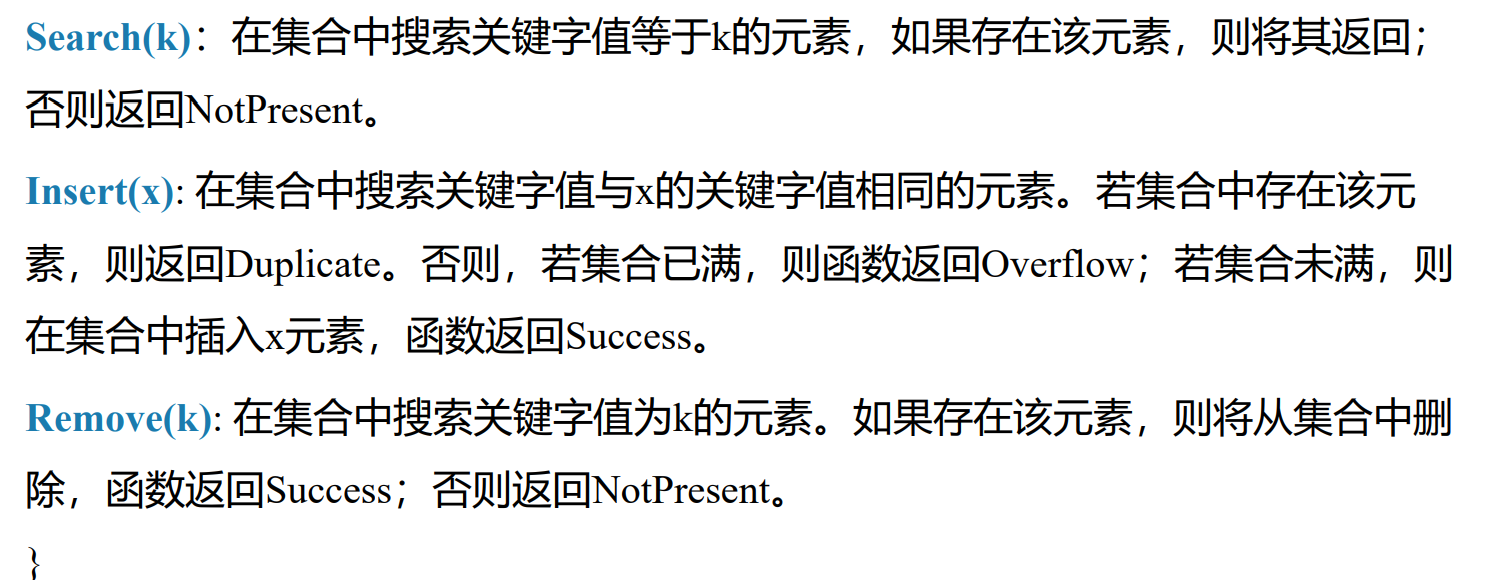 Search(k)：在集合中搜索关键字值等于k的元素，如果存在该元素，则将其返回；
否则返回NotPresent。
Insert(x): 在集合中搜索关键字值与x的关键字值相同的元素。若集合中存在该元
素，则返回Duplicate。否则，若集合已满，则函数返回Overflow；若集合未满，则
在集合中插入x元素，函数返回Success。
Remove(k): 在集合中搜索关键字值为k的元素。如果存在该元素，则将从集合中删
除，函数返回Success；否则返回NotPresent。
}